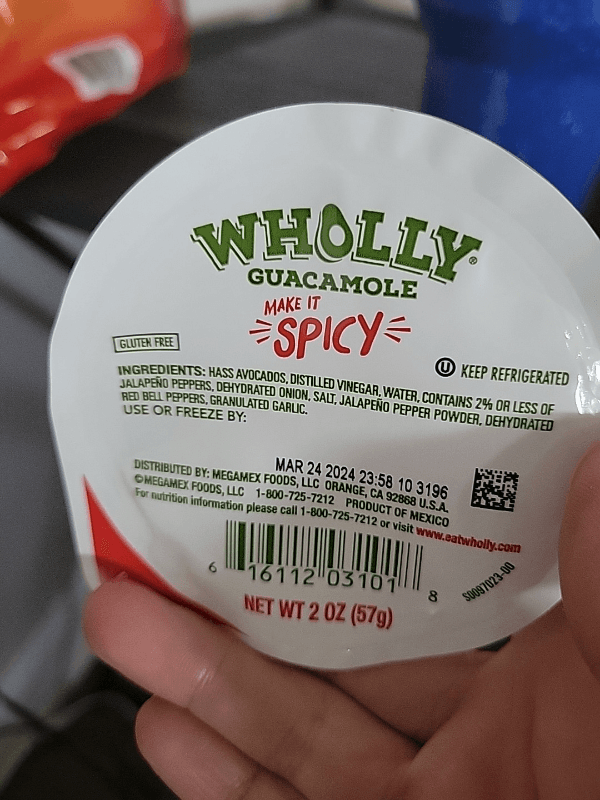 WHOLLY®
GUACAMOLE
MAKE IT
SPICY
GLUTEN FREE
U KEEP REFRIGERATED
INGREDIENTS: HASS AVOCADOS, DISTILLED VINEGAR, WATER, CONTAINS 2% OR LESS OF
JALAPEÑO PEPPERS, DEHYDRATED ONION, SALT, JALAPEÑO PEPPER POWDER, DEHYDRATED
RED BELL PEPPERS, GRANULATED GARLIC.
USE OR FREEZE BY:
MAR 24 2024 23:58 10 3196
DISTRIBUTED BY: MEGAMEX FOODS, LLC ORANGE, CA 92868 U.S.A.
©MEGAMEX FOODS, LLC 1-800-725-7212 PRODUCT OF MEXICO
For nutrition information please call 1-800-725-7212 or visit www.eatwholly.com
6 16112 03101 8
S0097023-00
NET WT 2 OZ (57g)